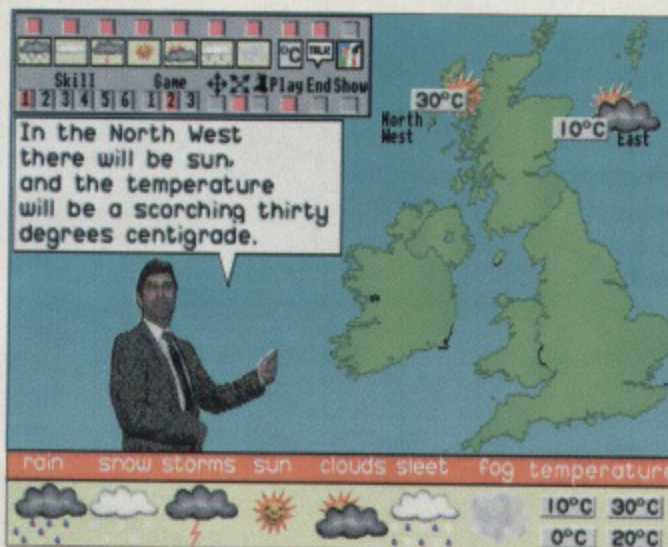 °C TALK
Skill Game Play End Show
1 2 3 4 5 6 1 2 3
In the North West
there will be sun,
and the temperature
will be a scorching thirty
degrees centigrade.
30°C
North
West
10°C
East
rain snow storms sun clouds sleet fog temperature
10°C 30°C
0°C 20°C